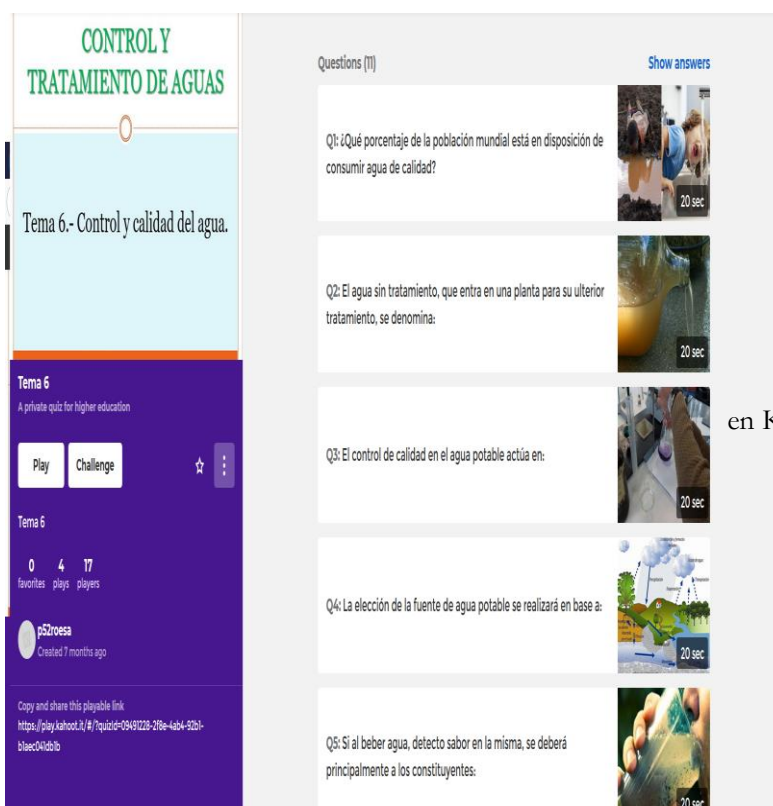 CONTROL Y
TRATAMIENTO DE AGUAS
Tema 6.- Control y calidad del agua.
Tema 6
A private quiz for higher education
Play
Challenge
Tema 6
0 4 17
favorites plays players
p52roesa
Created 7 months ago
Copy and share this playable link
https://play.kahoot.it/#/?quizId=09491228-2f8e-4ab4-92b1-
b1aec041db1b
Questions (11)
Show answers
Q1: ¿Qué porcentaje de la población mundial está en disposición de
consumir agua de calidad?
20 sec
Q2: El agua sin tratamiento, que entra en una planta para su ulterior
tratamiento, se denomina:
20 sec
Q3: El control de calidad en el agua potable actúa en:
20 sec
Q4: La elección de la fuente de agua potable se realizará en base a:
20 sec
Q5: Si al beber agua, detecto sabor en la misma, se deberá
principalmente a los constituyentes:
20 sec
en K